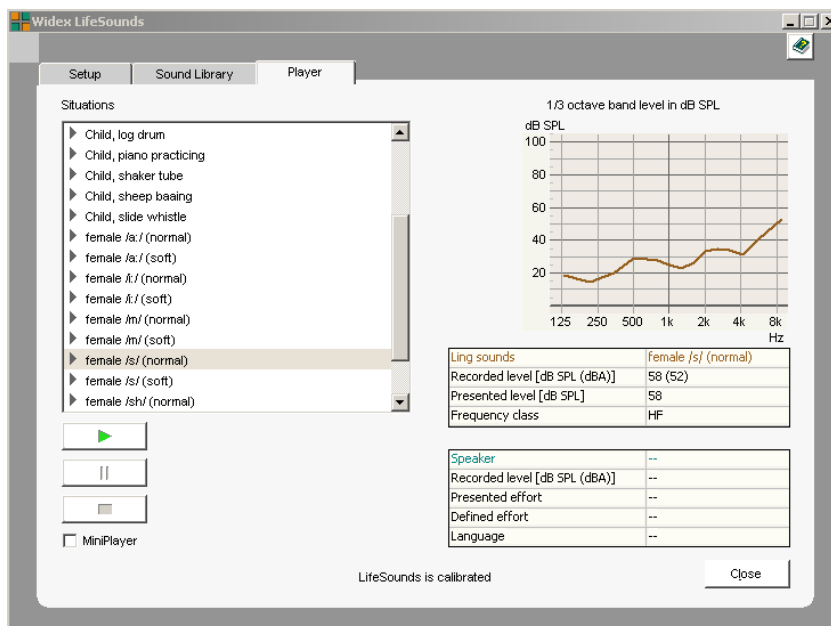 Widex LifeSounds
Setup
Sound Library
Player
Situations
Child, log drum
Child, piano practicing
Child, shaker tube
Child, sheep baaing
Child, slide whistle
female /a:/ (normal)
female /a:/ (soft)
female /i:/ (normal)
female /i:/ (soft)
female /m/ (normal)
female /m/ (soft)
female /s/ (normal)
female /s/ (soft)
female /sh/ (normal)
MiniPlayer
1/3 octave band level in dB SPL
dB SPL
100
80
60
40
20
125 250 500 1k 2k 4k 8k
Hz
Ling sounds female /s/ (normal)
Recorded level [dB SPL (dBA)] 58 (52)
Presented level [dB SPL] 58
Frequency class HF
Speaker --
Recorded level [dB SPL (dBA)] --
Presented effort --
Defined effort --
Language --
LifeSounds is calibrated
Close